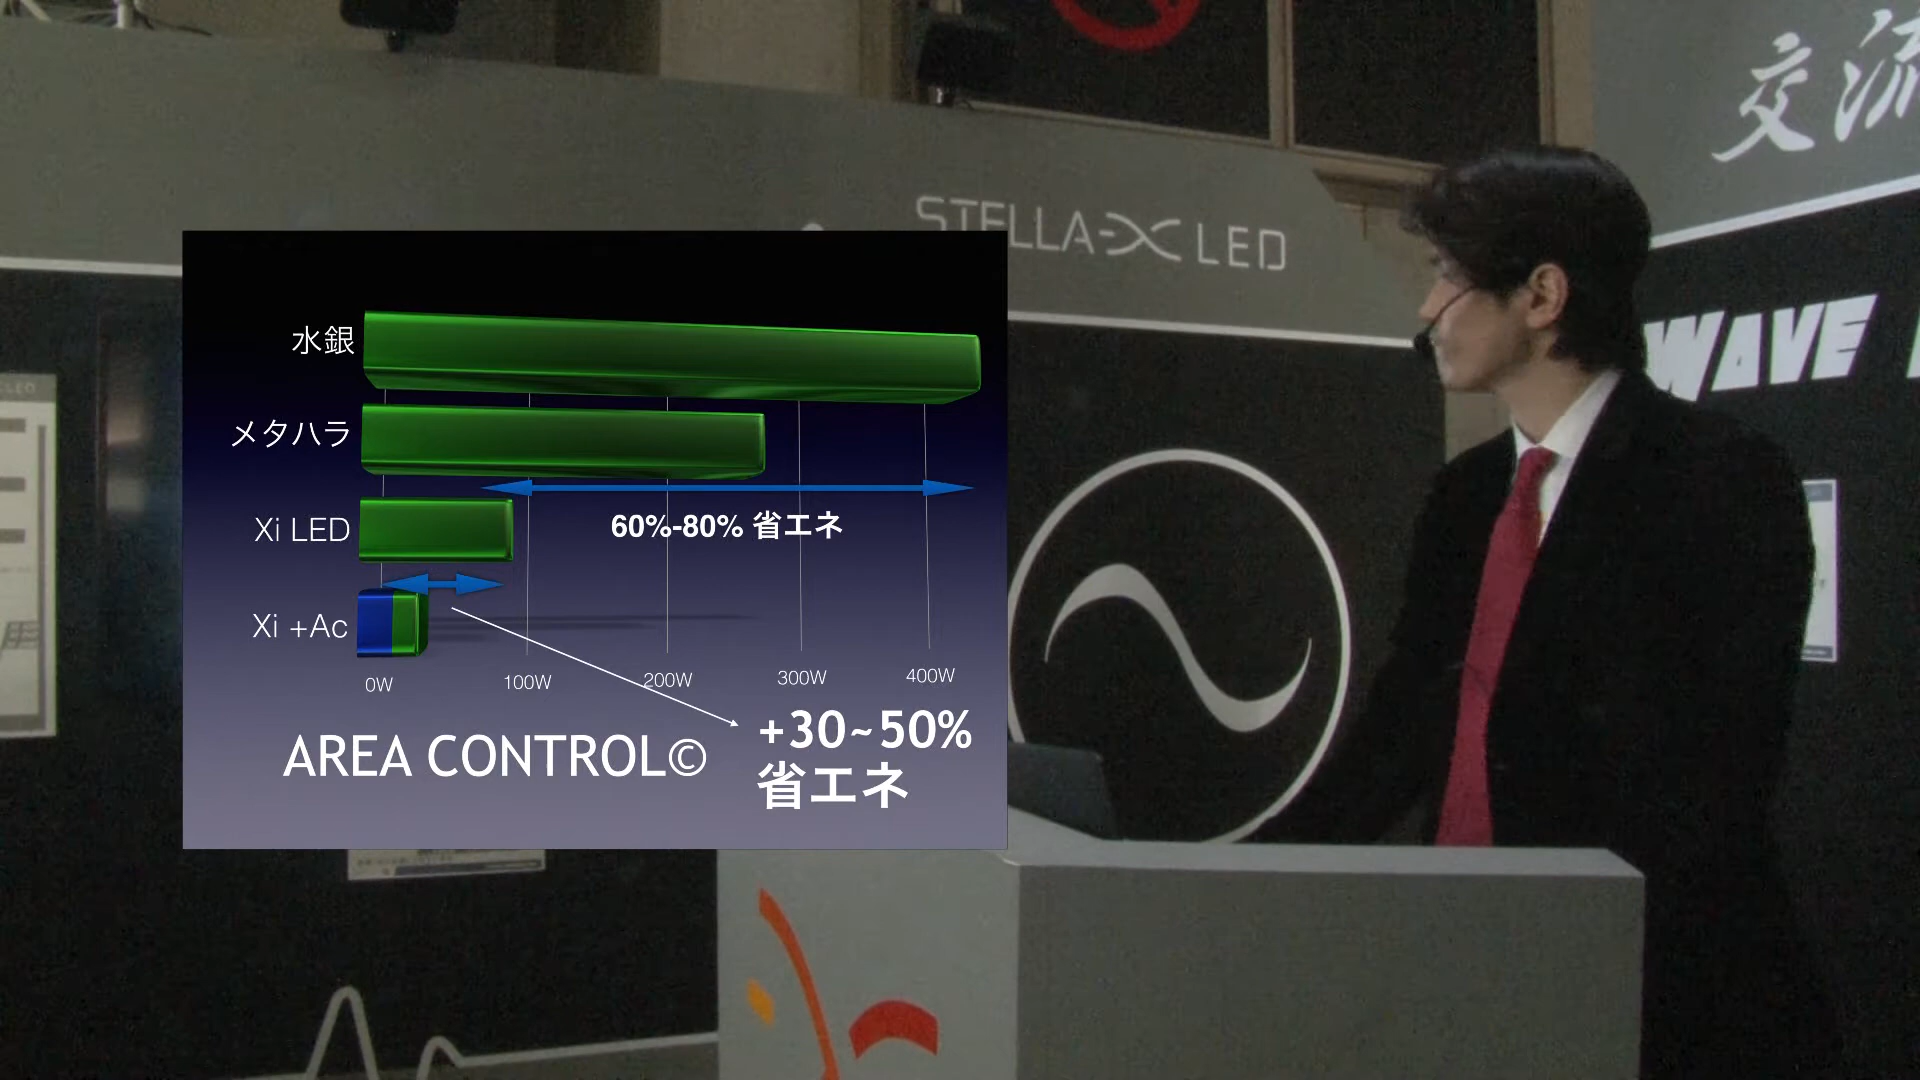 交流
STELLA-X LED
WAVE
水銀
メタハラ
60%-80% 省エネ
Xi LED
Xi +Ac
0W
100W
200W
300W
400W
+30~50%
省エネ
AREA CONTROL©